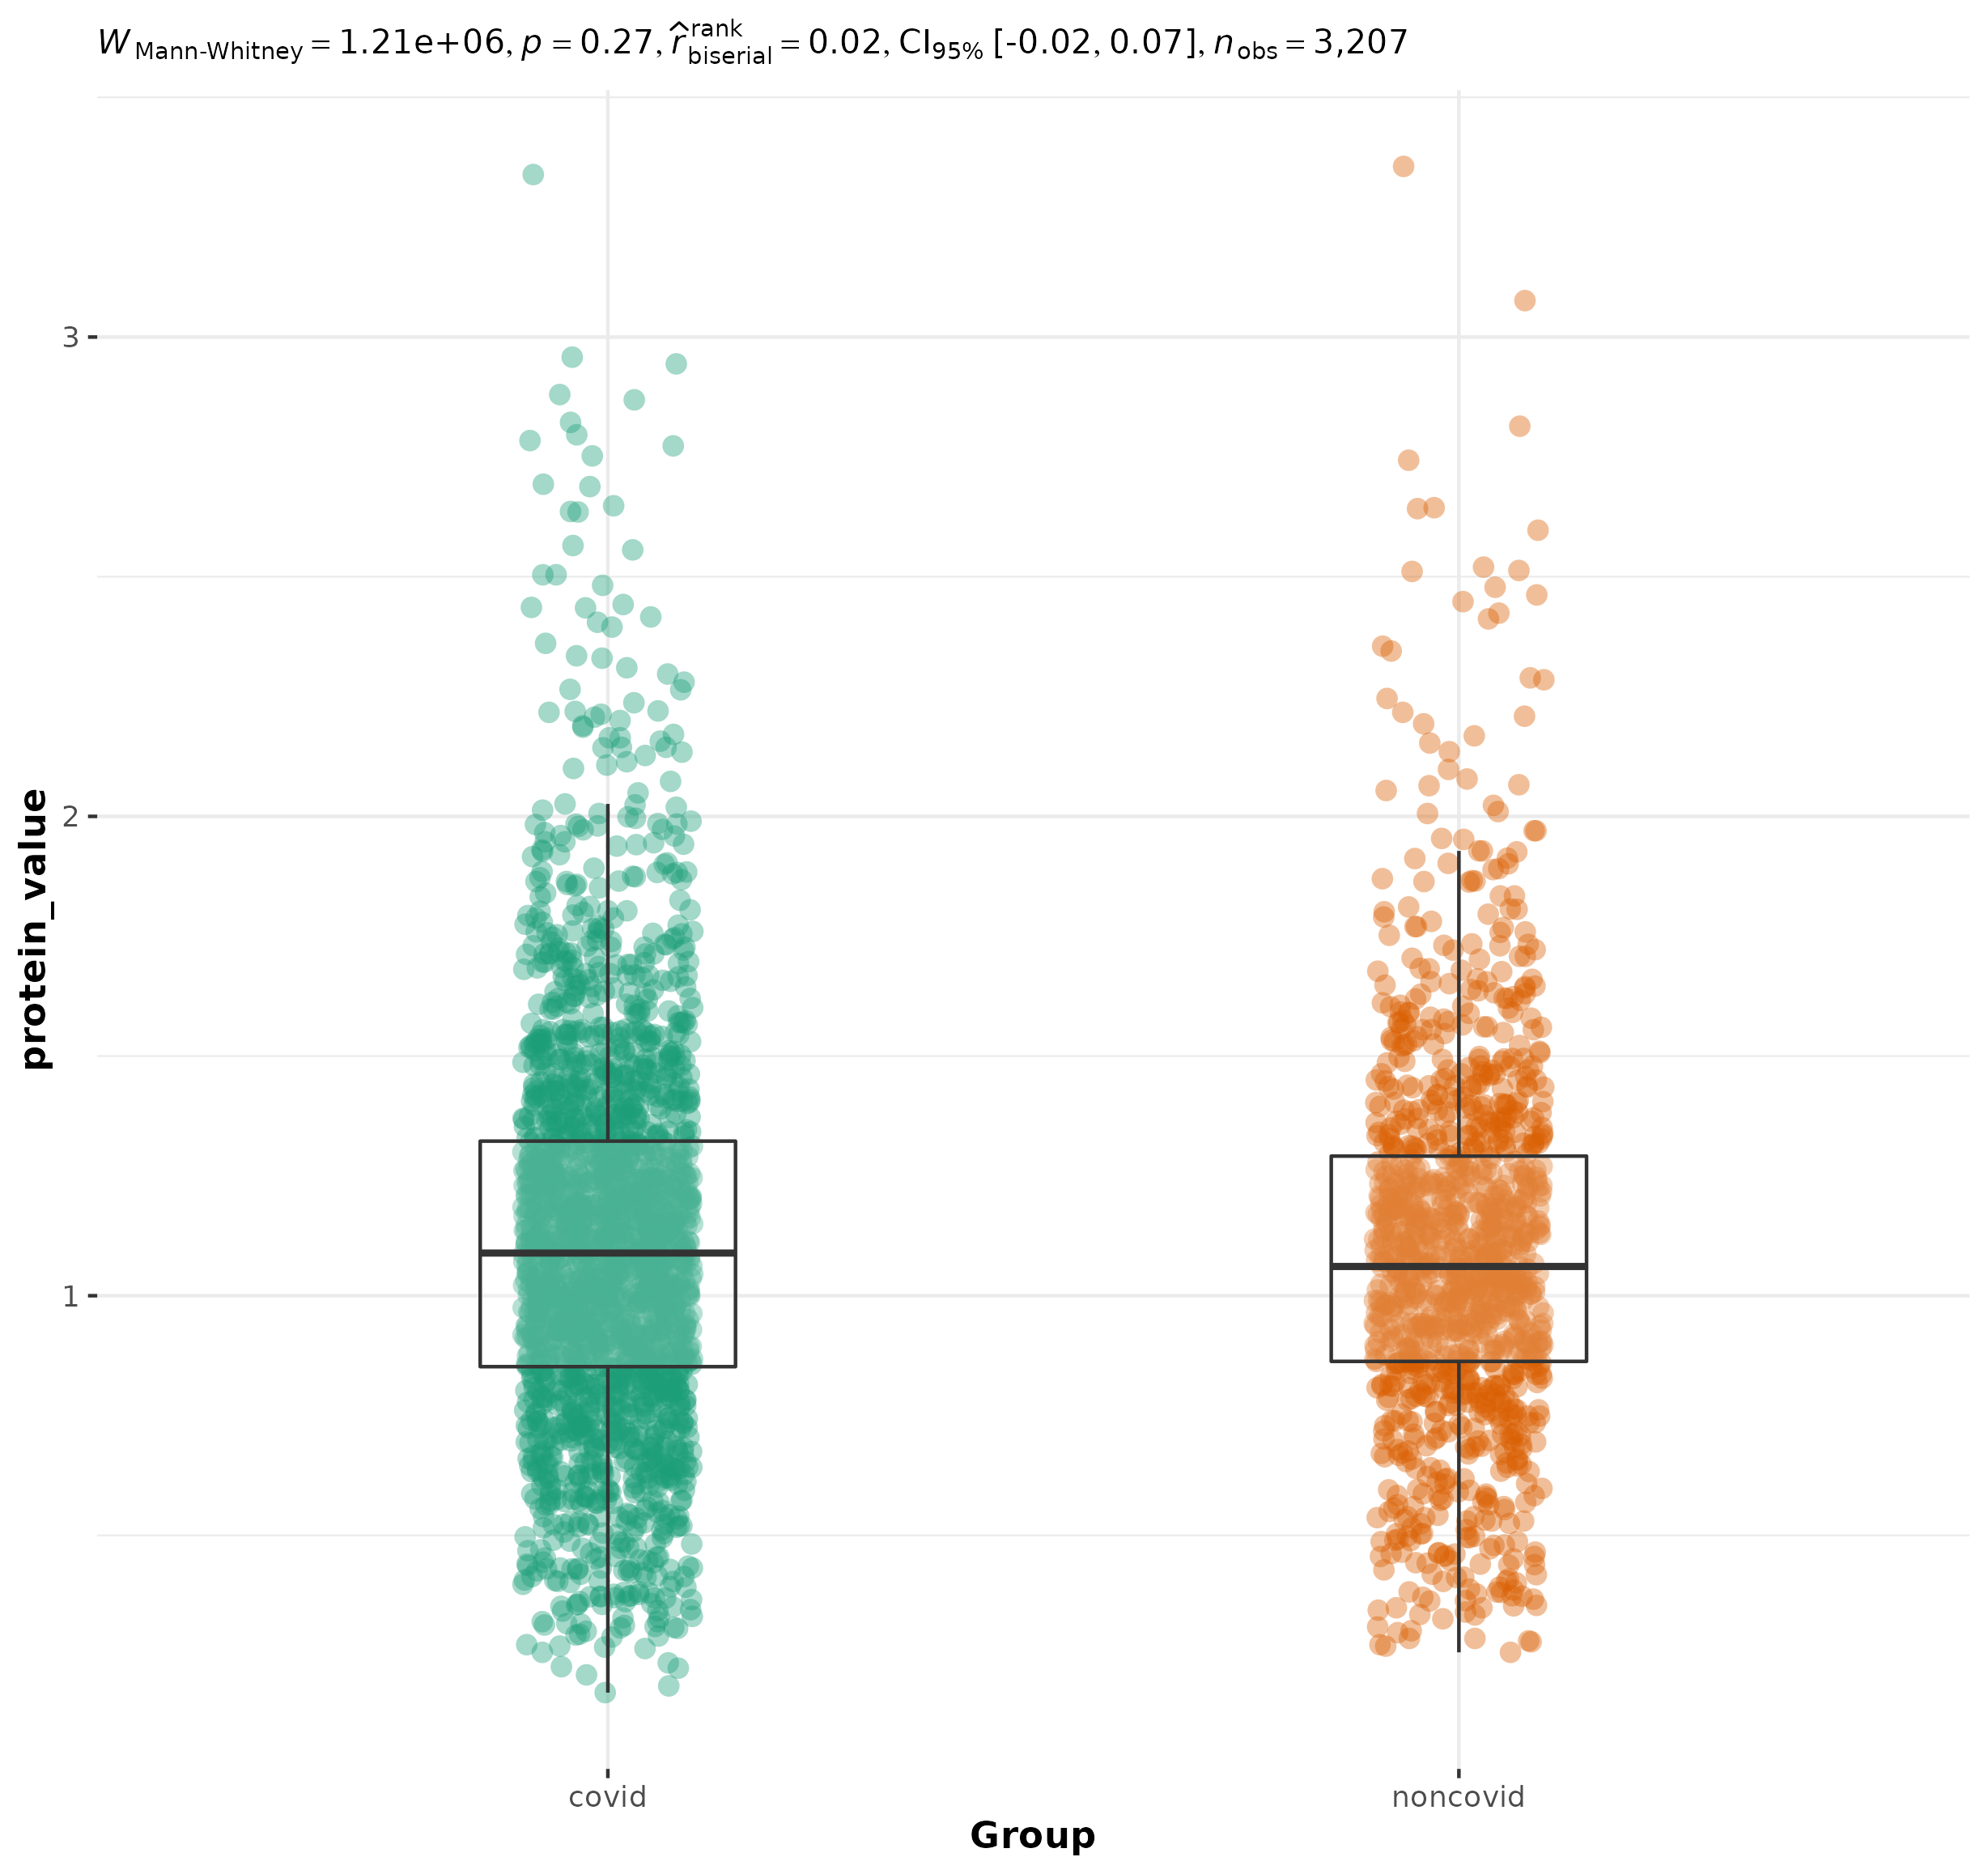 W Mann-Whitney = 1.21e+06, p = 0.27, r̂ rank biserial = 0.02, CI95% [-0.02, 0.07], nobs = 3,207
3
2
1
protein_value
covid noncovid
Group